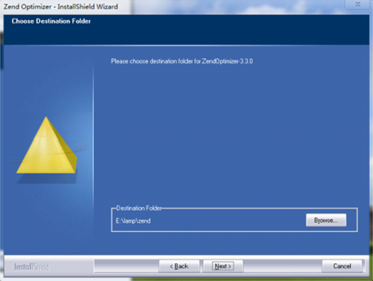 Zend Optimizer - InstallShield Wizard
Choose Destination Folder
Please choose destination folder for ZendOptimizer-3.3.0
Destination Folder
E:\lamp\zend
Browse...
InstallShield
< Back
Next >
Cancel